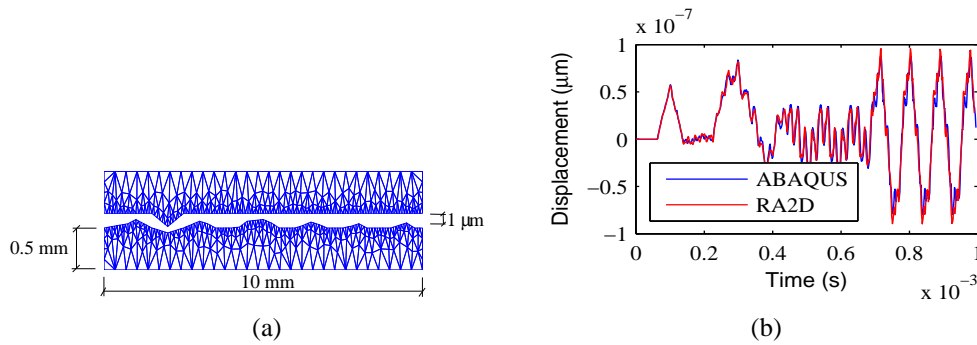 1 μm
0.5 mm
10 mm
(a)
x 10⁻⁷
1
0.5
0
−0.5
−1
Displacement (μm)
ABAQUS
RA2D
0 0.2 0.4 0.6 0.8 1
Time (s)
x 10⁻³
(b)